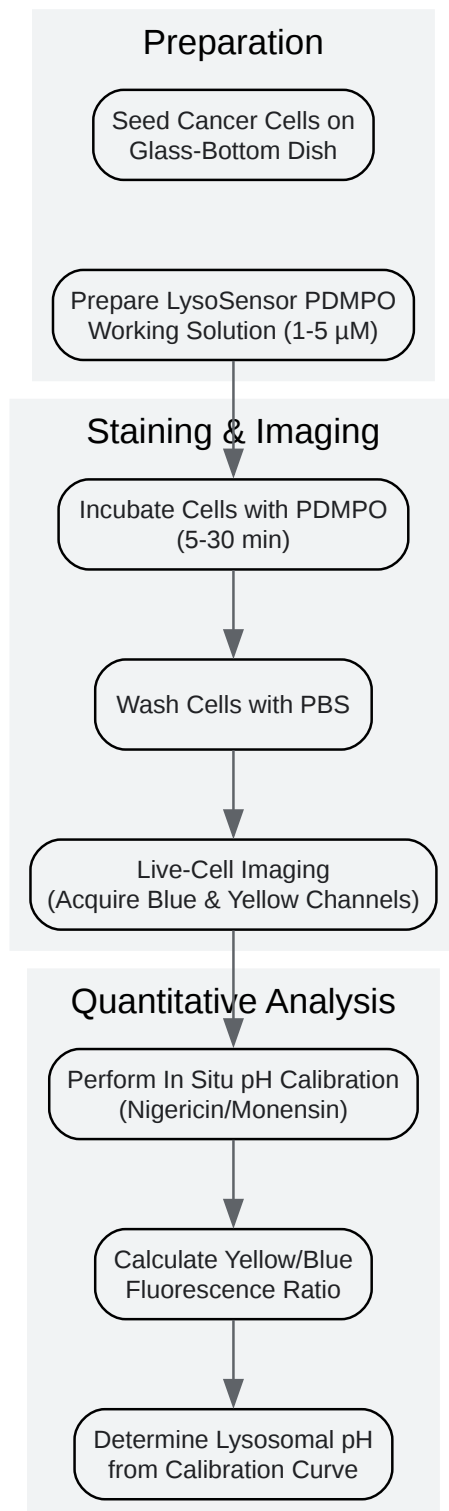 Preparation
Seed Cancer Cells on
Glass-Bottom Dish
Prepare LysoSensor PDMPO
Working Solution (1-5 µM)
Staining & Imaging
Incubate Cells with PDMPO
(5-30 min)
Wash Cells with PBS
Live-Cell Imaging
(Acquire Blue & Yellow Channels)
Quantitative Analysis
Perform In Situ pH Calibration
(Nigericin/Monensin)
Calculate Yellow/Blue
Fluorescence Ratio
Determine Lysosomal pH
from Calibration Curve